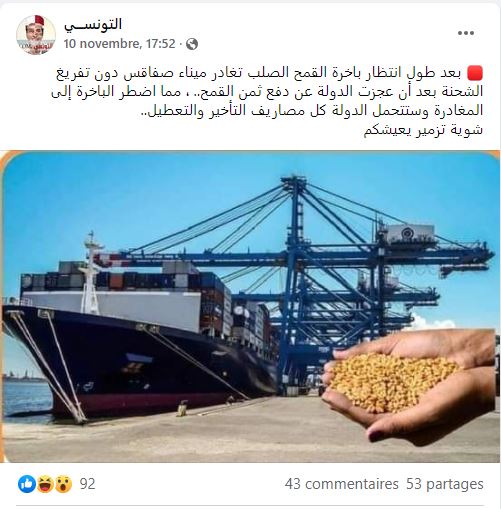 التونســي
10 novembre, 17:52 ·
🟥 بعد طول انتظار باخرة القمح الصلب تغادر ميناء صفاقس دون تفريغ
الشحنة بعد أن عجزت الدولة عن دفع ثمن القمح.. ، مما اضطر الباخرة إلى
المغادرة وستتحمل الدولة كل مصاريف التأخير والتعطيل..
شوية تزمير يعيشكم
92
43 commentaires 53 partages